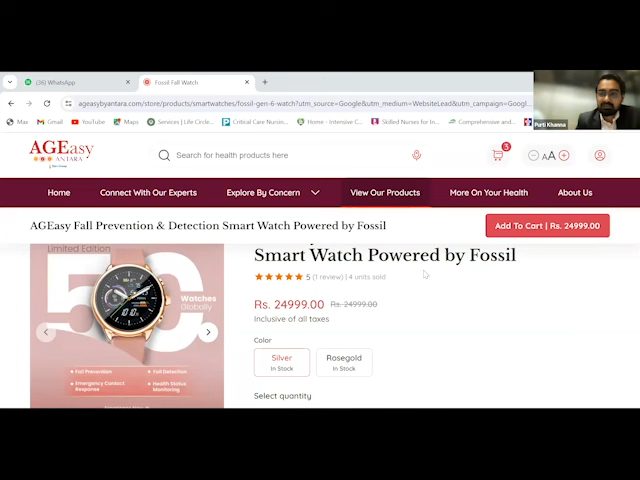 (36) WhatsApp
Fossil Fall Watch
ageasybyantara.com/store/products/smartwatches/fossil-gen-6-watch?utm_source=Google&utm_medium=WebsiteLead&utm_campaign=Googl...
Max
Gmail
YouTube
Maps
Services | Life Circle...
Critical Care Nursin...
Home - Intensive C...
Skilled Nurses for In...
Comprehensive and...
Purti Khanna
AGEasy
ANTARA
Search for health products here
3
AA
Home
Connect With Our Experts
Explore By Concern
View Our Products
More On Your Health
About Us
AGEasy Fall Prevention & Detection Smart Watch Powered by Fossil
Add To Cart | Rs. 24999.00
Limited Edition
50
Watches
Globally
Fall Prevention
Fall Detection
Emergency Contact
Response
Health Status
Monitoring
Smart Watch Powered by Fossil
5 (1 review) | 4 units sold
Rs. 24999.00 Rs. 24999.00
Inclusive of all taxes
Color
Silver
In Stock
Rosegold
In Stock
Select quantity